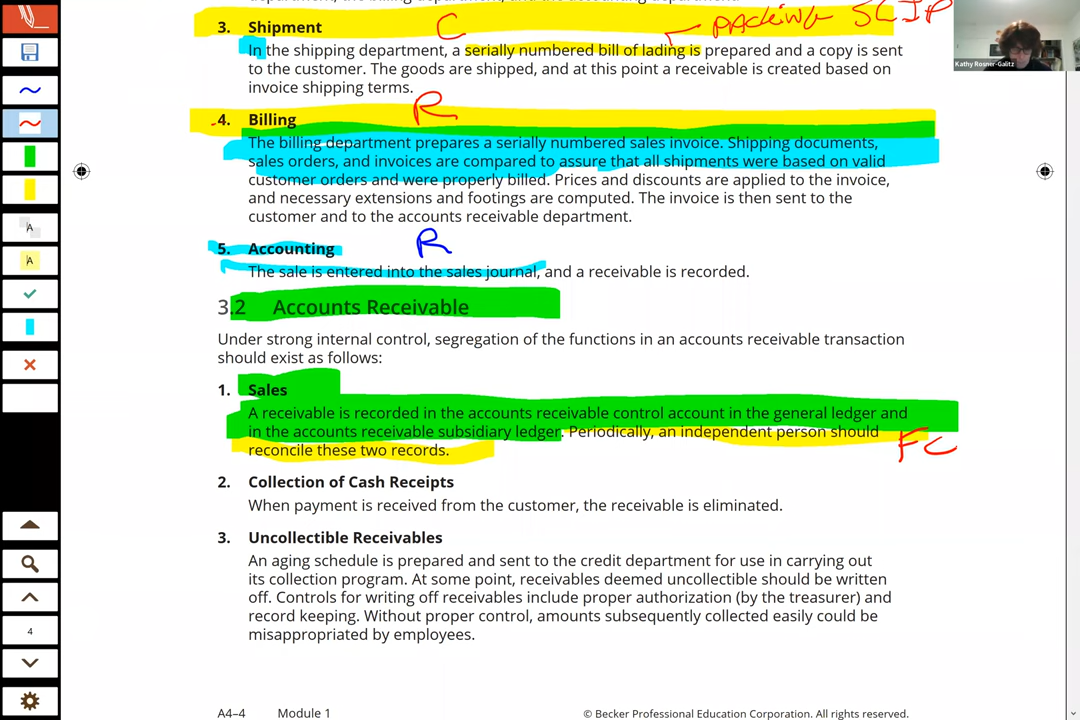 department, the billing department, and the accounting department.
PACKING SLIP
3. Shipment C
In the shipping department, a serially numbered bill of lading is prepared and a copy is sent
to the customer. The goods are shipped, and at this point a receivable is created based on
invoice shipping terms.
4. Billing R
The billing department prepares a serially numbered sales invoice. Shipping documents,
sales orders, and invoices are compared to assure that all shipments were based on valid
customer orders and were properly billed. Prices and discounts are applied to the invoice,
and necessary extensions and footings are computed. The invoice is then sent to the
customer and to the accounts receivable department.
5. Accounting R
The sale is entered into the sales journal, and a receivable is recorded.
3.2 Accounts Receivable
Under strong internal control, segregation of the functions in an accounts receivable transaction
should exist as follows:
1. Sales
A receivable is recorded in the accounts receivable control account in the general ledger and
in the accounts receivable subsidiary ledger. Periodically, an independent person should
reconcile these two records. FC
2. Collection of Cash Receipts
When payment is received from the customer, the receivable is eliminated.
3. Uncollectible Receivables
An aging schedule is prepared and sent to the credit department for use in carrying out
its collection program. At some point, receivables deemed uncollectible should be written
off. Controls for writing off receivables include proper authorization (by the treasurer) and
record keeping. Without proper control, amounts subsequently collected easily could be
misappropriated by employees.
A4–4 Module 1 © Becker Professional Education Corporation. All rights reserved.
Kathy Rosner-Galitz
A
A
4